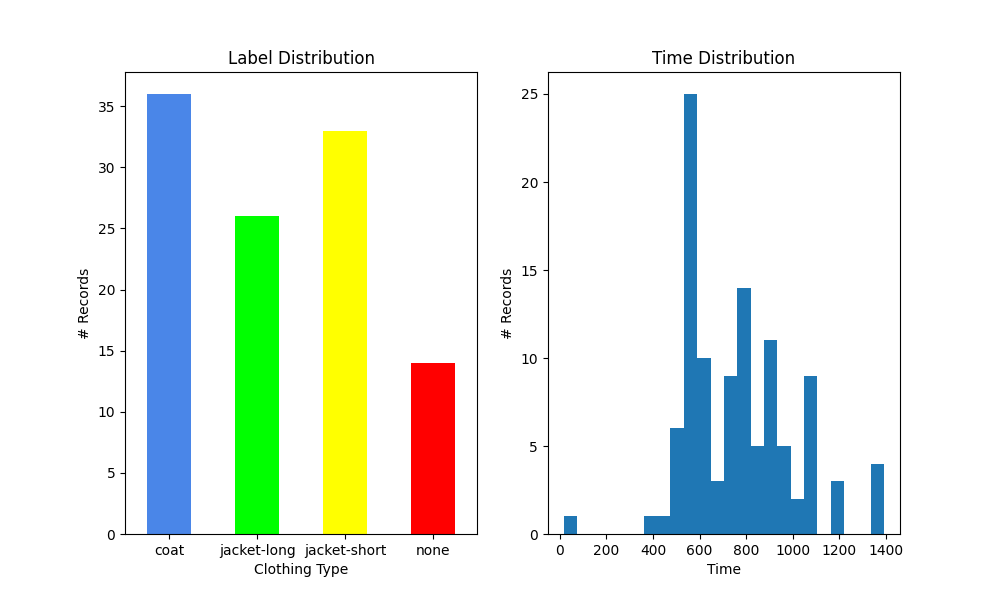 Label Distribution
# Records
35
30
25
20
15
10
5
0
coat jacket-long jacket-short none
Clothing Type
Time Distribution
# Records
25
20
15
10
5
0
0 200 400 600 800 1000 1200 1400
Time